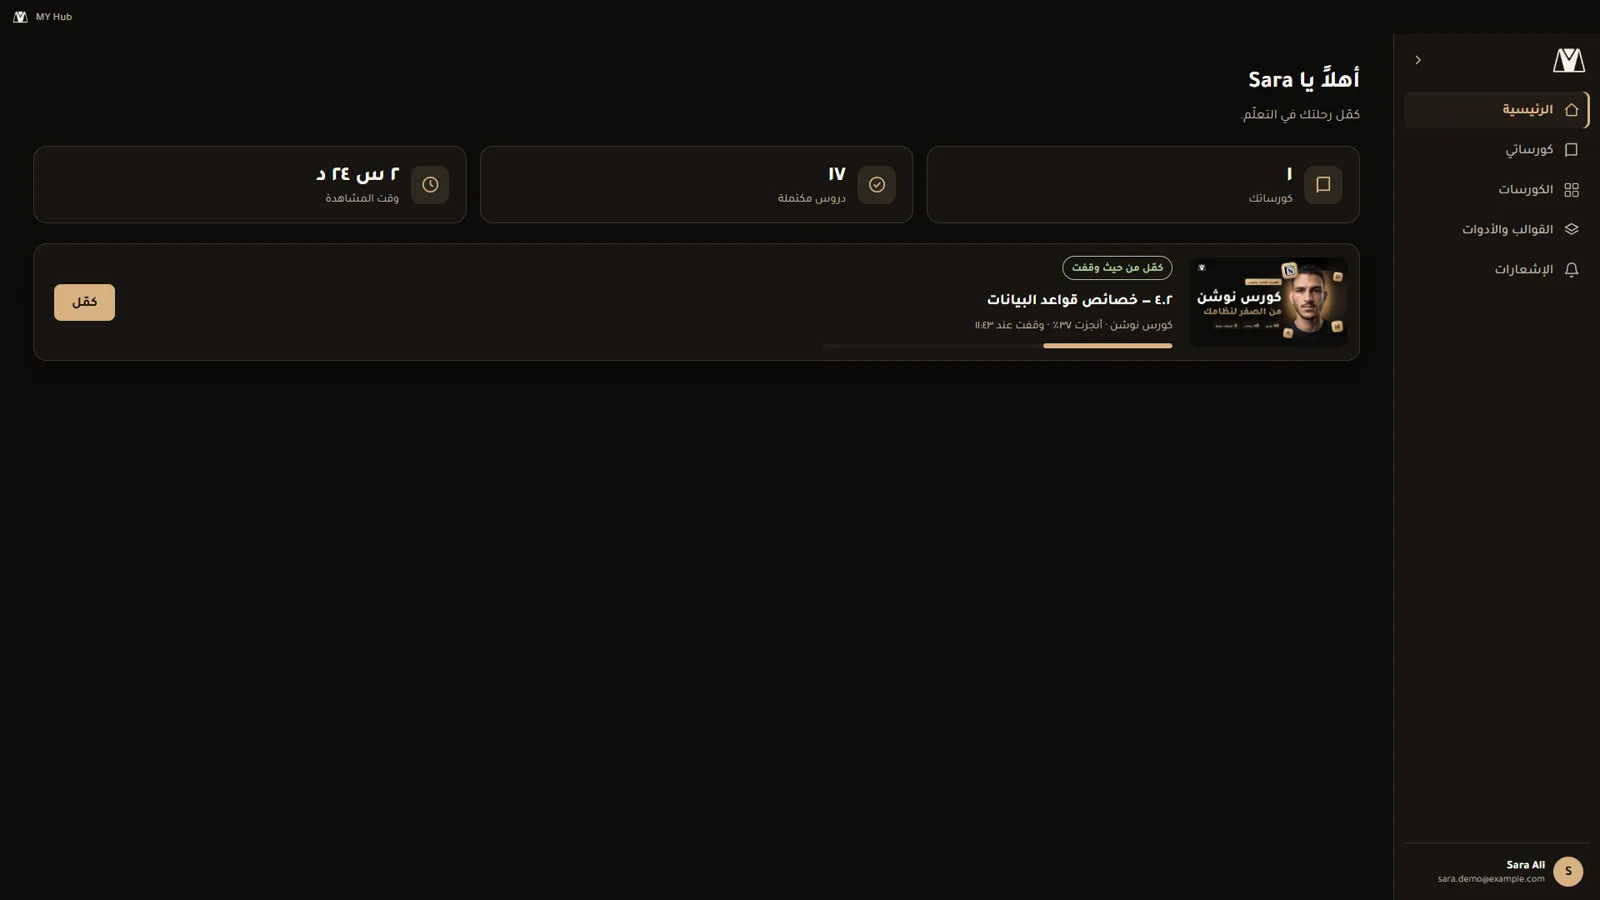 MY Hub
أهلاً يا Sara
كمّل رحلتك في التعلّم.
١
كورساتك
١٧
دروس مكتملة
٢ س ٢٤ د
وقت المشاهدة
كمّل من حيث وقفت
٤.٢ – خصائص قواعد البيانات
كورس نوشن · أنجزت ٣٧٪ · وقفت عند ١١:٤٣
كمّل
كورس نوشن
من الصفر لنظامك
الرئيسية
كورساتي
الكورسات
القوالب والأدوات
الإشعارات
S
Sara Ali
sara.demo@example.com